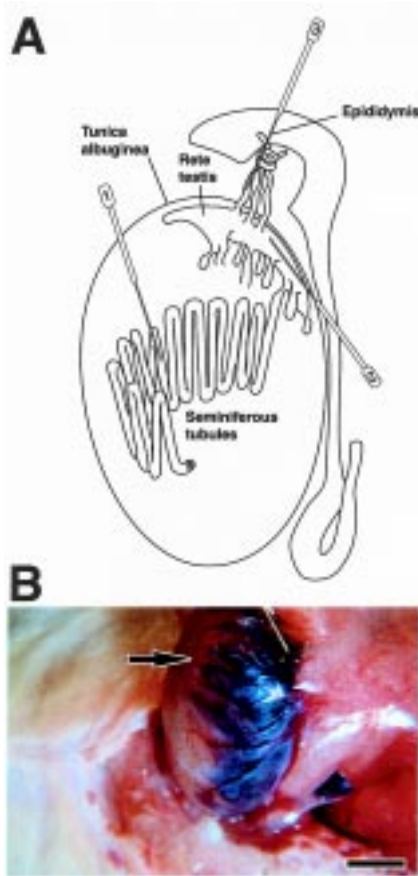 A
Epididymis
Tunica
albuginea
Rete
testis
Seminiferous
tubules
B